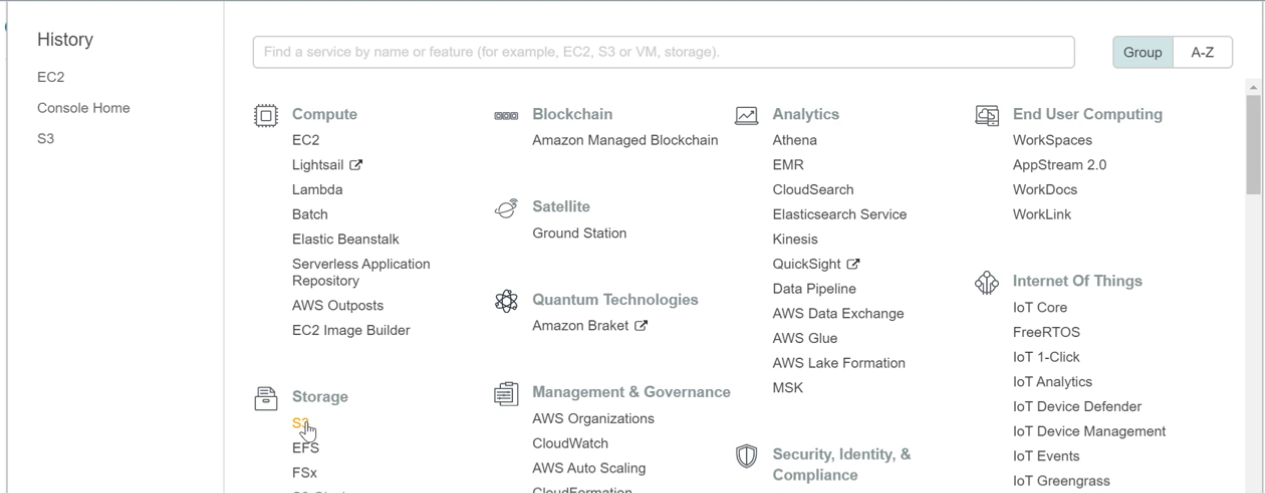 History
EC2
Console Home
S3
Find a service by name or feature (for example, EC2, S3 or VM, storage).
Group
A-Z
Compute
EC2
Lightsail
Lambda
Batch
Elastic Beanstalk
Serverless Application
Repository
AWS Outposts
EC2 Image Builder
Storage
S3
EFS
FSx
Blockchain
Amazon Managed Blockchain
Satellite
Ground Station
Quantum Technologies
Amazon Braket
Management & Governance
AWS Organizations
CloudWatch
AWS Auto Scaling
CloudFormation
Analytics
Athena
EMR
CloudSearch
Elasticsearch Service
Kinesis
QuickSight
Data Pipeline
AWS Data Exchange
AWS Glue
AWS Lake Formation
MSK
Security, Identity, &
Compliance
End User Computing
WorkSpaces
AppStream 2.0
WorkDocs
WorkLink
Internet Of Things
IoT Core
FreeRTOS
IoT 1-Click
IoT Analytics
IoT Device Defender
IoT Device Management
IoT Events
IoT Greengrass